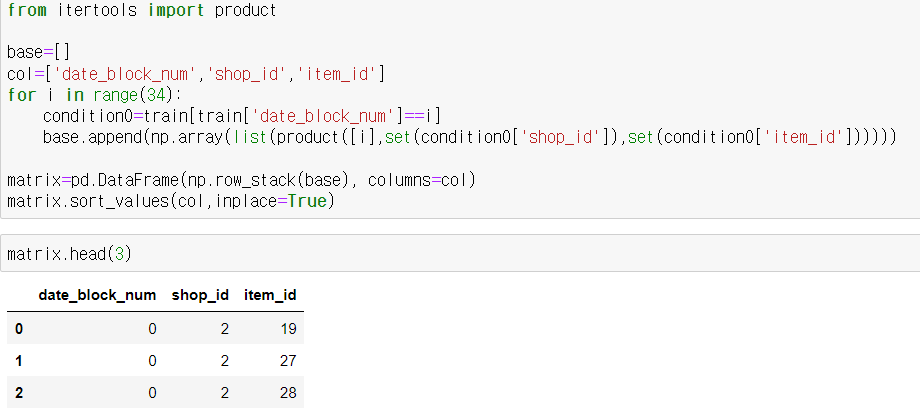 from itertools import product
base=[]
col=['date_block_num','shop_id','item_id']
for i in range(34):
    condition0=train[train['date_block_num']==i]
    base.append(np.array(list(product([i],set(condition0['shop_id']),set(condition0['item_id'])))))
matrix=pd.DataFrame(np.row_stack(base), columns=col)
matrix.sort_values(col,inplace=True)
matrix.head(3)
date_block_num shop_id item_id
0 0 2 19
1 0 2 27
2 0 2 28